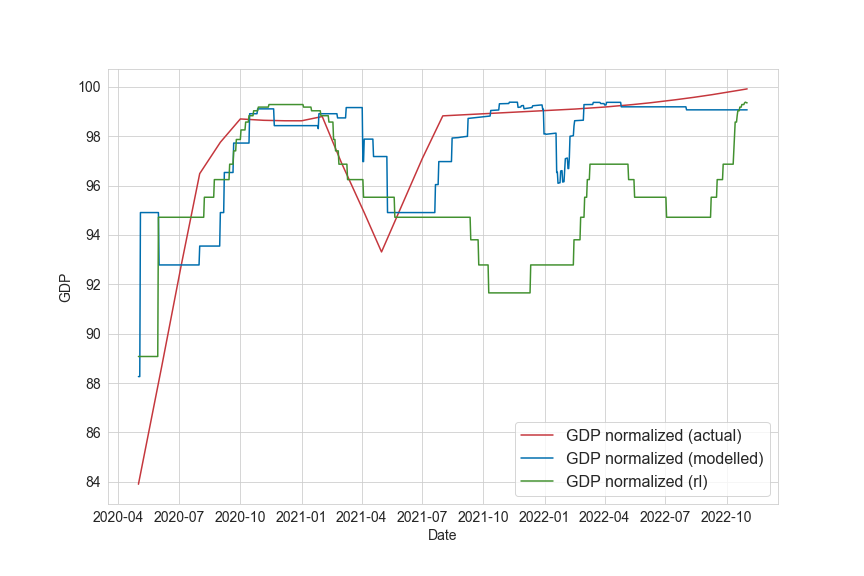 100
98
96
94
92
90
88
86
84
GDP
GDP normalized (actual)
GDP normalized (modelled)
GDP normalized (rl)
2020-04 2020-07 2020-10 2021-01 2021-04 2021-07 2021-10 2022-01 2022-04 2022-07 2022-10
Date